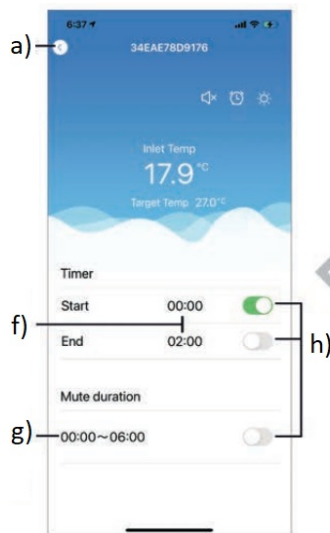 6:37
a)
34EAE78D9176
Inlet Temp
17.9 °C
Target Temp 27.0°C
Timer
Start 00:00
f)
End 02:00
h)
Mute duration
g) 00:00～06:00